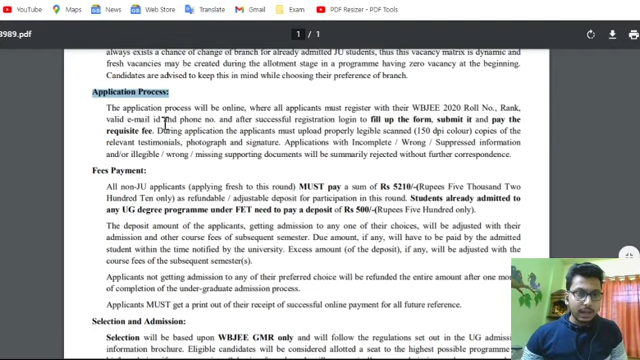 YouTube Maps News Web Store Translate Gmail Exam PDF Resizer | PDF Tools
3989.pdf 1 / 1
always exists a chance of change of branch for already admitted JU students, thus this vacancy matrix is dynamic and
fresh vacancies may be created during the allotment stage in a programme having zero vacancy at the beginning.
Candidates are advised to keep this in mind while choosing their preference of branch.
Application Process:
The application process will be online, where all applicants must register with their WBJEE 2020 Roll No., Rank,
valid e-mail id and phone no. and after successful registration login to fill up the form, submit it and pay the
requisite fee. During application the applicants must upload properly legible scanned (150 dpi colour) copies of the
relevant testimonials, photograph and signature. Applications with Incomplete / Wrong / Suppressed information
and/or illegible / wrong / missing supporting documents will be summarily rejected without further correspondence.
Fees Payment:
All non-JU applicants (applying fresh to this round) MUST pay a sum of Rs 5210/-(Rupees Five Thousand Two
Hundred Ten only) as refundable / adjustable deposit for participation in this round. Students already admitted to
any UG degree programme under FET need to pay a deposit of Rs 500/-(Rupees Five Hundred only).
The deposit amount of the applicants, getting admission to any one of their choices, will be adjusted with their
admission and other course fees of subsequent semester. Due amount, if any, will have to be paid by the admitted
student within the time notified by the university. Excess amount (of the deposit), if any, will be adjusted with the
course fees of the subsequent semester(s).
Applicants not getting admission to any of their preferred choice will be refunded the entire amount after one mon
of completion of the under-graduate admission process.
Applicants MUST get a print out of their receipt of successful online payment for all future reference.
Selection and Admission:
Selection will be based upon WBJEE GMR only and will follow the regulations set out in the UG admission
information brochure. Eligible candidates will be considered allotted a seat to the highest possible programme